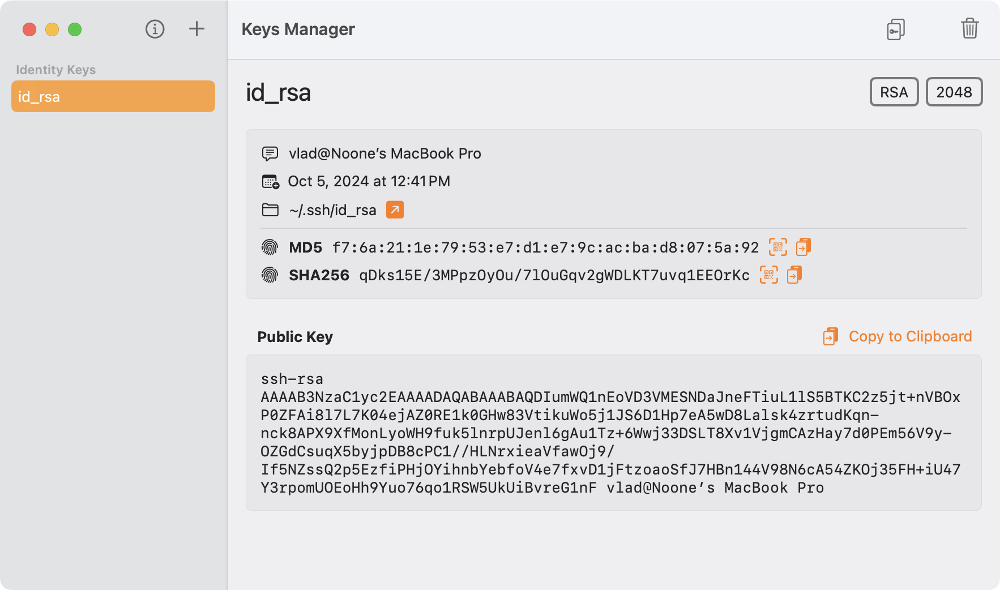 Keys Manager
Identity Keys
id_rsa
id_rsa
RSA
2048
vlad@Noone’s MacBook Pro
Oct 5, 2024 at 12:41 PM
~/.ssh/id_rsa
MD5 f7:6a:21:1e:79:53:e7:d1:e7:9c:ac:ba:d8:07:5a:92
SHA256 qDks15E/3MPpzOyOu/7lOuGqv2gWDLKT7uvq1EEOrKc
Public Key
Copy to Clipboard
ssh-rsa
AAAAB3NzaC1yc2EAAAADAQABAAABAQDIumWQ1nEoVD3VMESNDaJneFTiuL1lS5BTKC2z5jt+nVBOx
P0ZFAi8l7L7K04ejAZ0RE1k0GHw83VtikuWo5j1JS6D1Hp7eA5wD8Lalsk4zrtudKqn-
nck8APX9XfMonLyoWH9fuk5lnrpUJenl6gAu1Tz+6Wwj33DSLT8Xv1VjgmCAzHay7d0PEm56V9y-
OZGdCsuqX5byjpDB8cPC1//HLNrxieaVfawOj9/
If5NZssQ2p5EzfiPHjOYihnbYebfoV4e7fxvD1jFtzoaoSfJ7HBn144V98N6cA54ZKOj35FH+iU47
Y3rpomUOEoHh9Yuo76qo1RSW5UkUiBvreG1nF vlad@Noone’s MacBook Pro